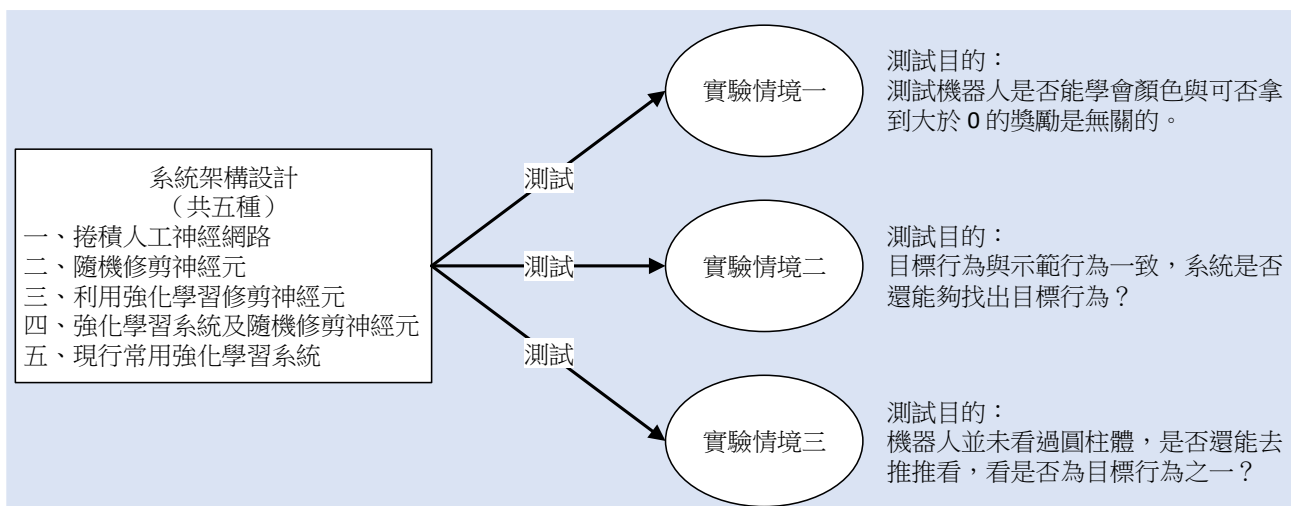 系統架構設計
（共五種）
一、捲積人工神經網路
二、隨機修剪神經元
三、利用強化學習修剪神經元
四、強化學習系統及隨機修剪神經元
五、現行常用強化學習系統
測試
測試
測試
實驗情境一
測試目的：
測試機器人是否能學會顏色與可否拿
到大於 0 的獎勵是無關的。
實驗情境二
測試目的：
目標行為與示範行為一致，系統是否
還能夠找出目標行為？
實驗情境三
測試目的：
機器人並未看過圓柱體，是否還能去
推推看，看是否為目標行為之一？